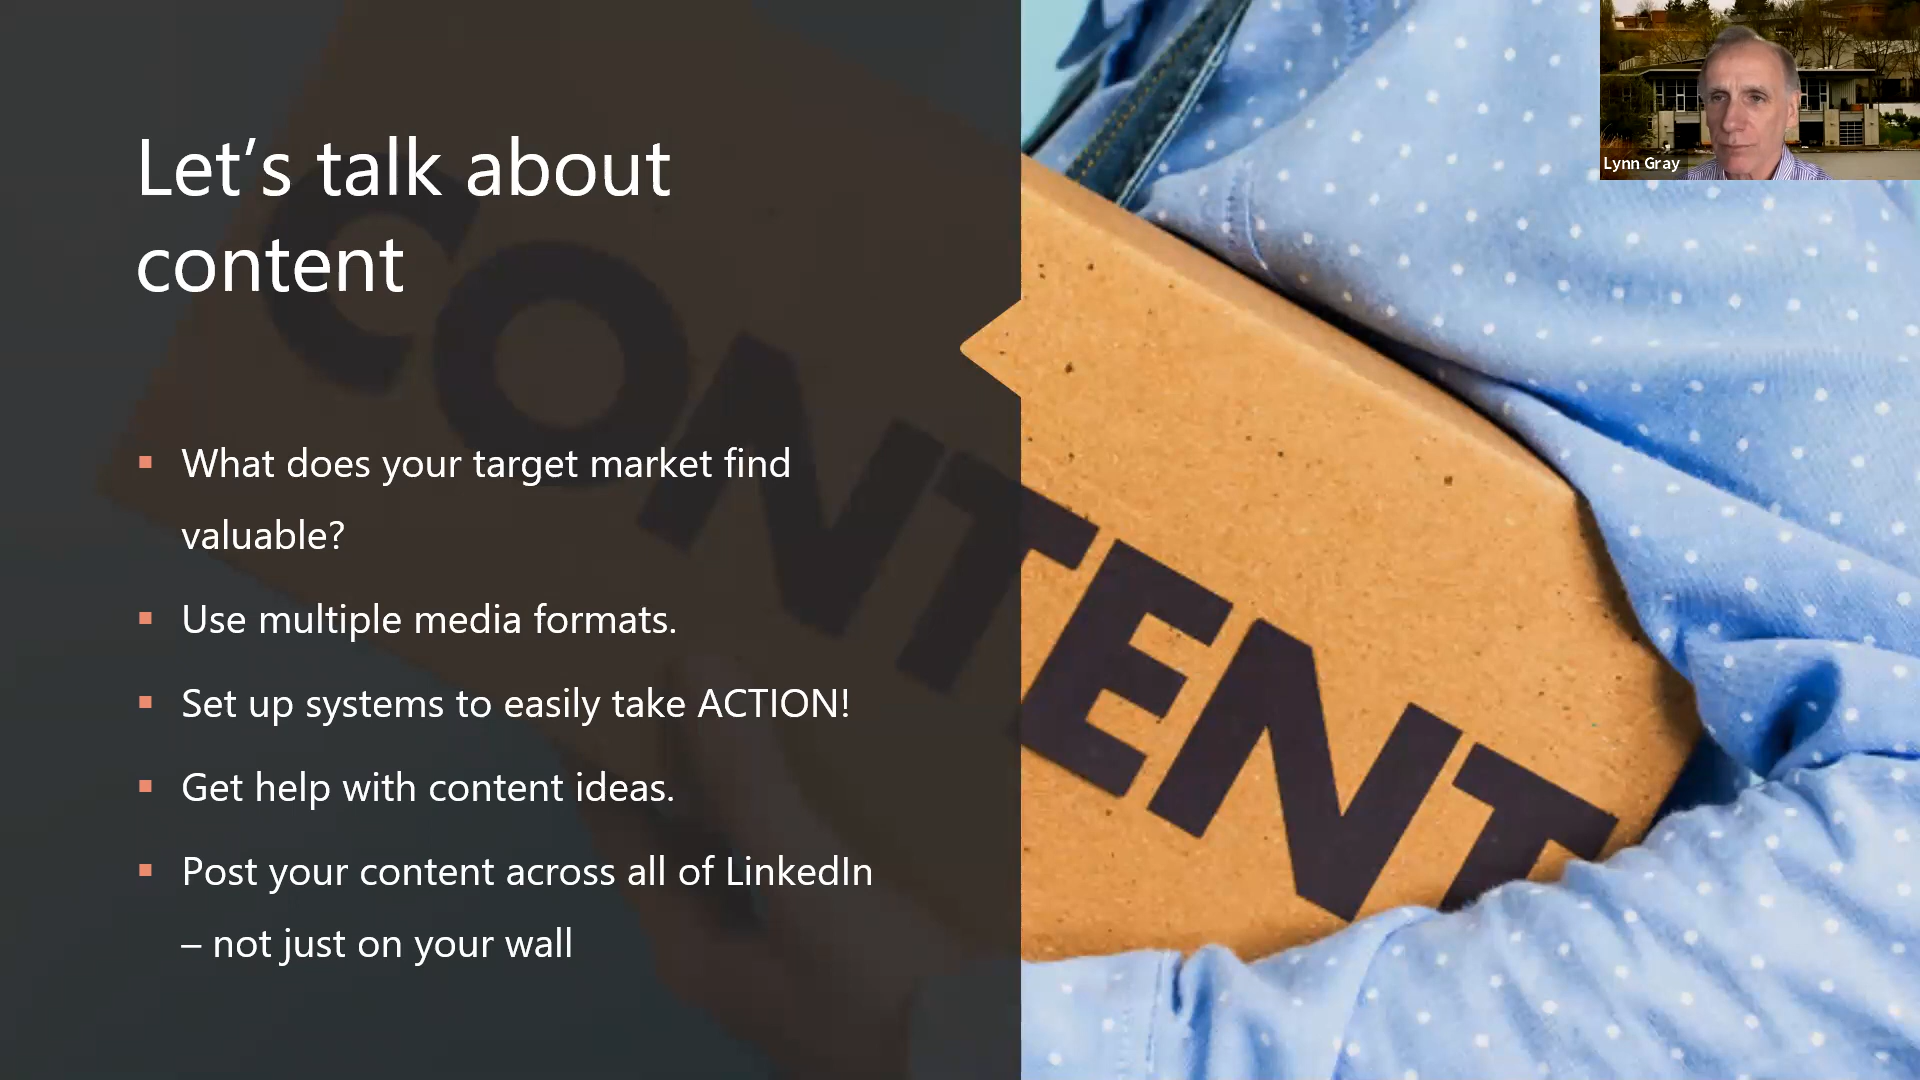 Let’s talk about
content
▪ What does your target market find
valuable?
▪ Use multiple media formats.
▪ Set up systems to easily take ACTION!
▪ Get help with content ideas.
▪ Post your content across all of LinkedIn
– not just on your wall
CONTENT
Lynn Gray